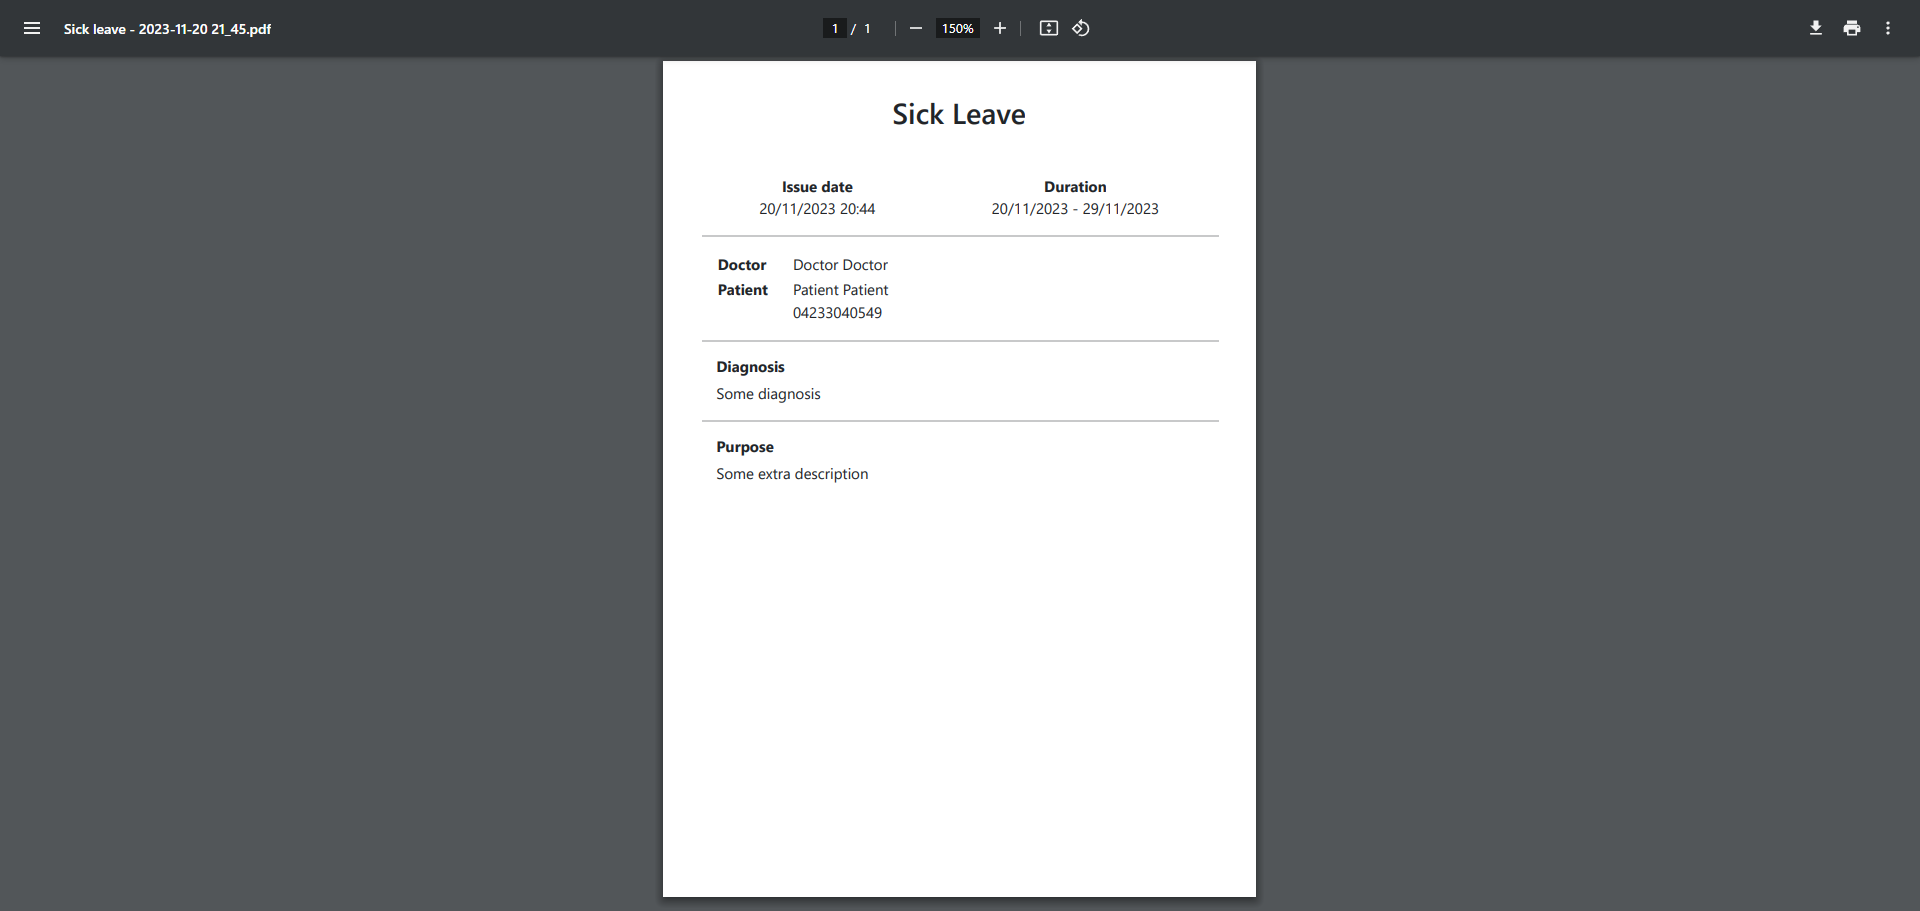 Sick leave - 2023-11-20 21_45.pdf
1 / 1
150%
Sick Leave
Issue date
Duration
20/11/2023 20:44
20/11/2023 - 29/11/2023
Doctor Doctor Doctor
Patient Patient Patient
04233040549
Diagnosis
Some diagnosis
Purpose
Some extra description